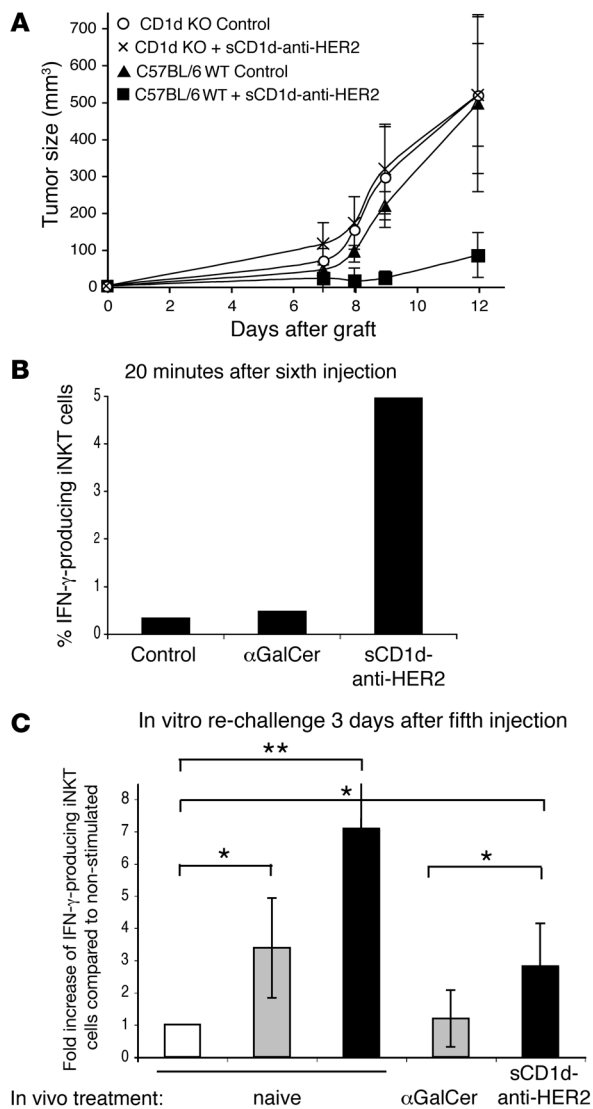 A
CD1d KO Control
CD1d KO + sCD1d-anti-HER2
C57BL/6 WT Control
C57BL/6 WT + sCD1d-anti-HER2
Tumor size (mm³)
700
600
500
400
300
200
100
0
0 2 4 6 8 10 12
Days after graft
B
20 minutes after sixth injection
% IFN-γ-producing iNKT cells
5
4
3
2
1
0
Control αGalCer sCD1d-
anti-HER2
C
In vitro re-challenge 3 days after fifth injection
Fold increase of IFN-γ-producing iNKT
cells compared to non-stimulated
**
*
*
*
8
7
6
5
4
3
2
1
0
In vivo treatment: naive αGalCer sCD1d-
anti-HER2